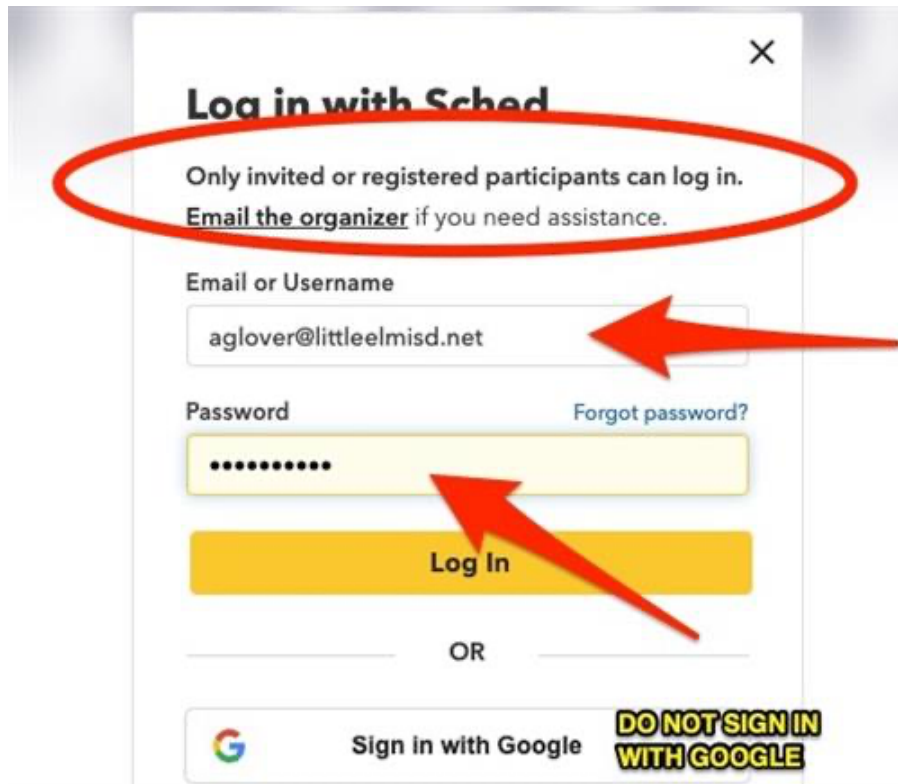 Log in with Sched
Only invited or registered participants can log in.
Email the organizer if you need assistance.
Email or Username
aglover@littleelmisd.net
Password Forgot password?
••••••••••
Log In
OR
Sign in with Google
DO NOT SIGN IN
WITH GOOGLE